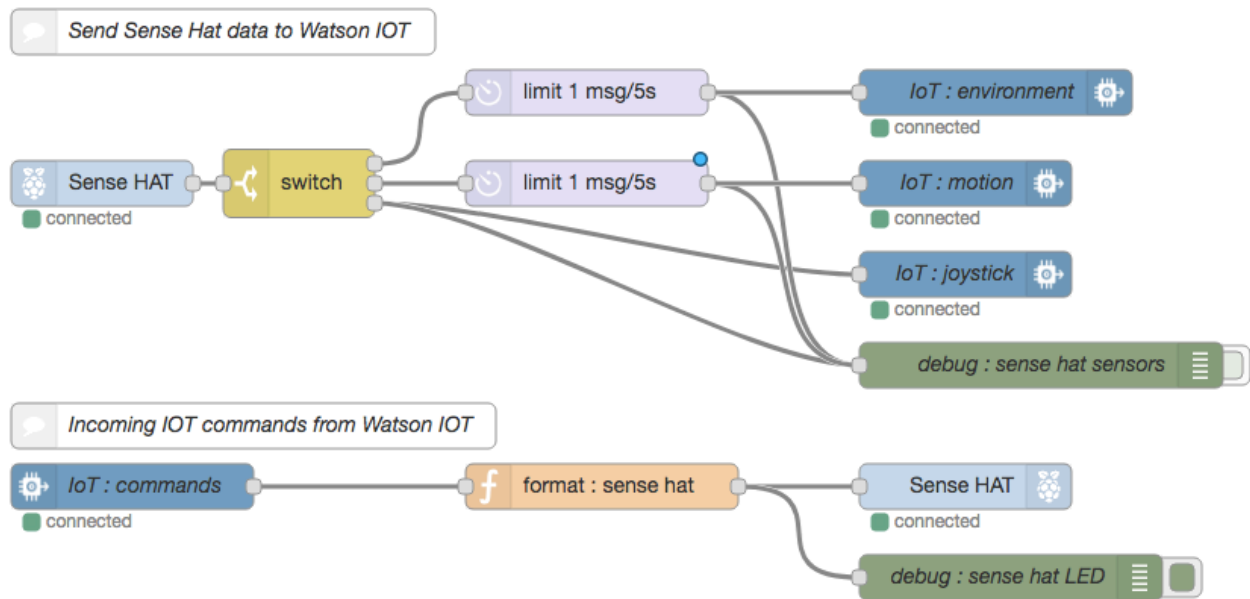 Send Sense Hat data to Watson IOT
limit 1 msg/5s
IoT : environment
connected
Sense HAT
connected
switch
limit 1 msg/5s
IoT : motion
connected
IoT : joystick
connected
debug : sense hat sensors
Incoming IOT commands from Watson IOT
IoT : commands
connected
format : sense hat
Sense HAT
connected
debug : sense hat LED